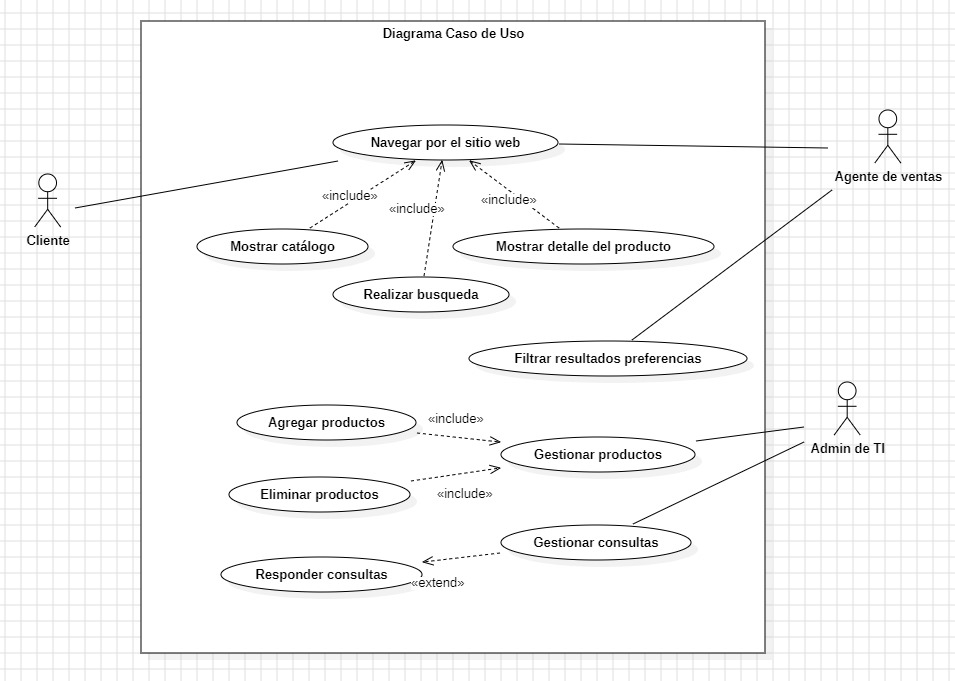 Diagrama Caso de Uso
Navegar por el sitio web
Agente de ventas
Cliente
«include»
«include»
«include»
Mostrar catálogo
Mostrar detalle del producto
Realizar busqueda
Filtrar resultados preferencias
Agregar productos
«include»
Gestionar productos
Admin de TI
Eliminar productos
«include»
Gestionar consultas
Responder consultas
«extend»